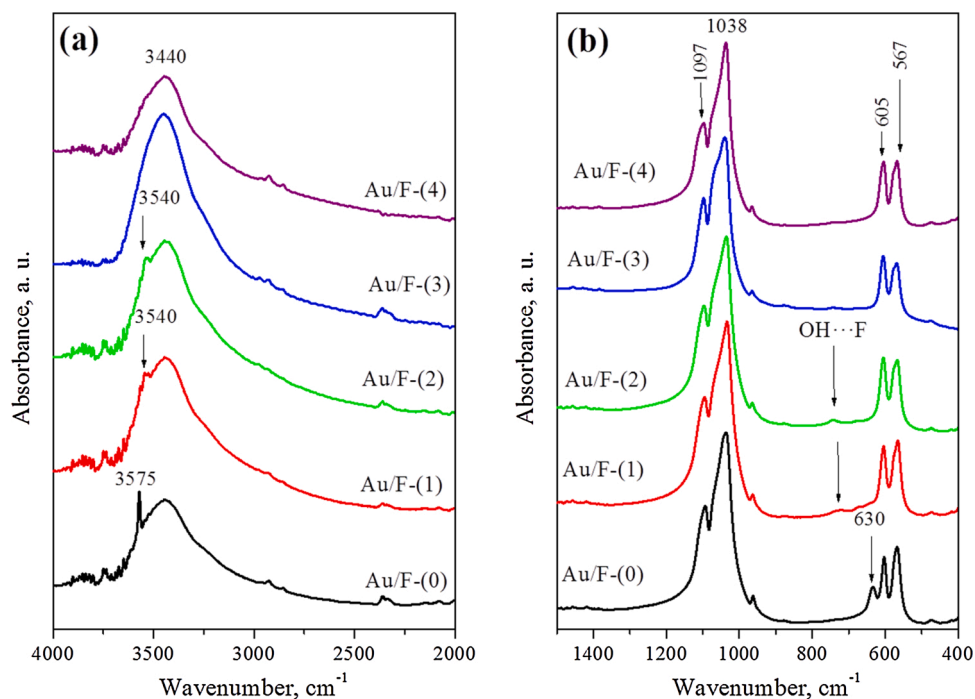 (a)
3440
Au/F-(4)
3540
Au/F-(3)
3540
Au/F-(2)
3575
Au/F-(1)
Au/F-(0)
4000 3500 3000 2500 2000
Wavenumber, cm-1
Absorbance, a. u.
(b)
1038
1097
567
605
Au/F-(4)
Au/F-(3)
OH···F
Au/F-(2)
Au/F-(1)
630
Au/F-(0)
1200 1000 800 600 400
Wavenumber, cm-1
Absorbance, a. u.